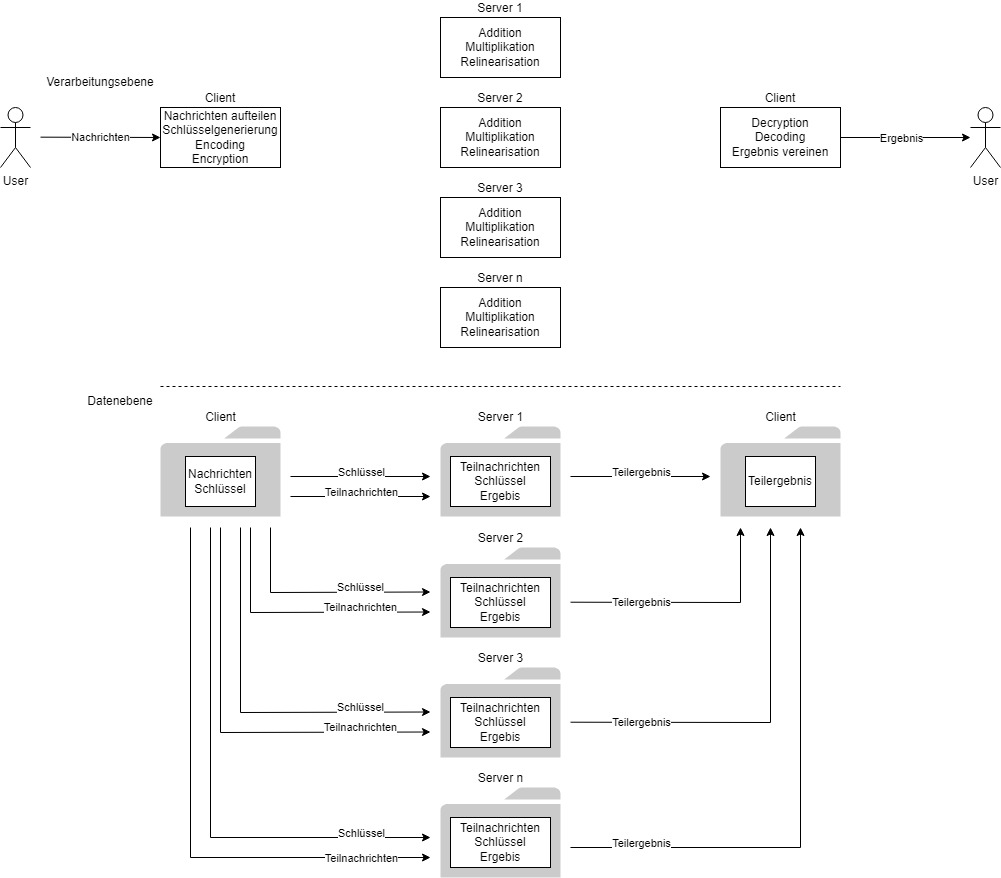 Server 1
Addition
Multiplikation
Relinearisation
Verarbeitungsebene
Client
Nachrichten aufteilen
Schlüsselgenerierung
Encoding
Encryption
Server 2
Addition
Multiplikation
Relinearisation
Client
Decryption
Decoding
Ergebnis vereinen
Nachrichten
Ergebnis
User
User
Server 3
Addition
Multiplikation
Relinearisation
Server n
Addition
Multiplikation
Relinearisation
Datenebene
Client
Nachrichten
Schlüssel
Schlüssel
Teilnachrichten
Server 1
Teilnachrichten
Schlüssel
Ergebis
Teilergebnis
Client
Teilergebnis
Server 2
Schlüssel
Teilnachrichten
Teilnachrichten
Schlüssel
Ergebis
Teilergebnis
Server 3
Schlüssel
Teilnachrichten
Teilnachrichten
Schlüssel
Ergebis
Teilergebnis
Server n
Schlüssel
Teilnachrichten
Teilnachrichten
Schlüssel
Ergebis
Teilergebnis